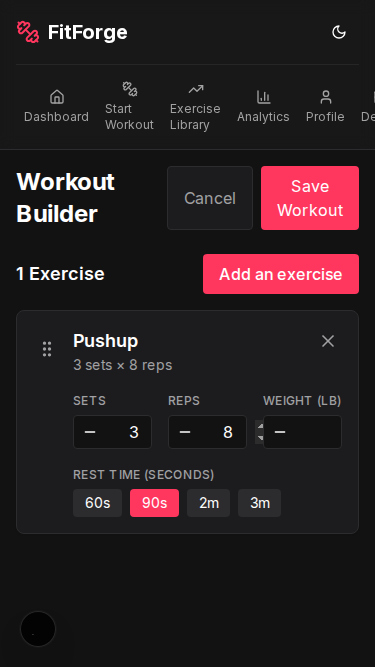 FitForge
Dashboard
Start
Workout
Exercise
Library
Analytics
Profile
De
Workout
Builder
Cancel
Save
Workout
1 Exercise
Add an exercise
Pushup
3 sets × 8 reps
SETS
REPS
WEIGHT (LB)
3
8
REST TIME (SECONDS)
60s
90s
2m
3m